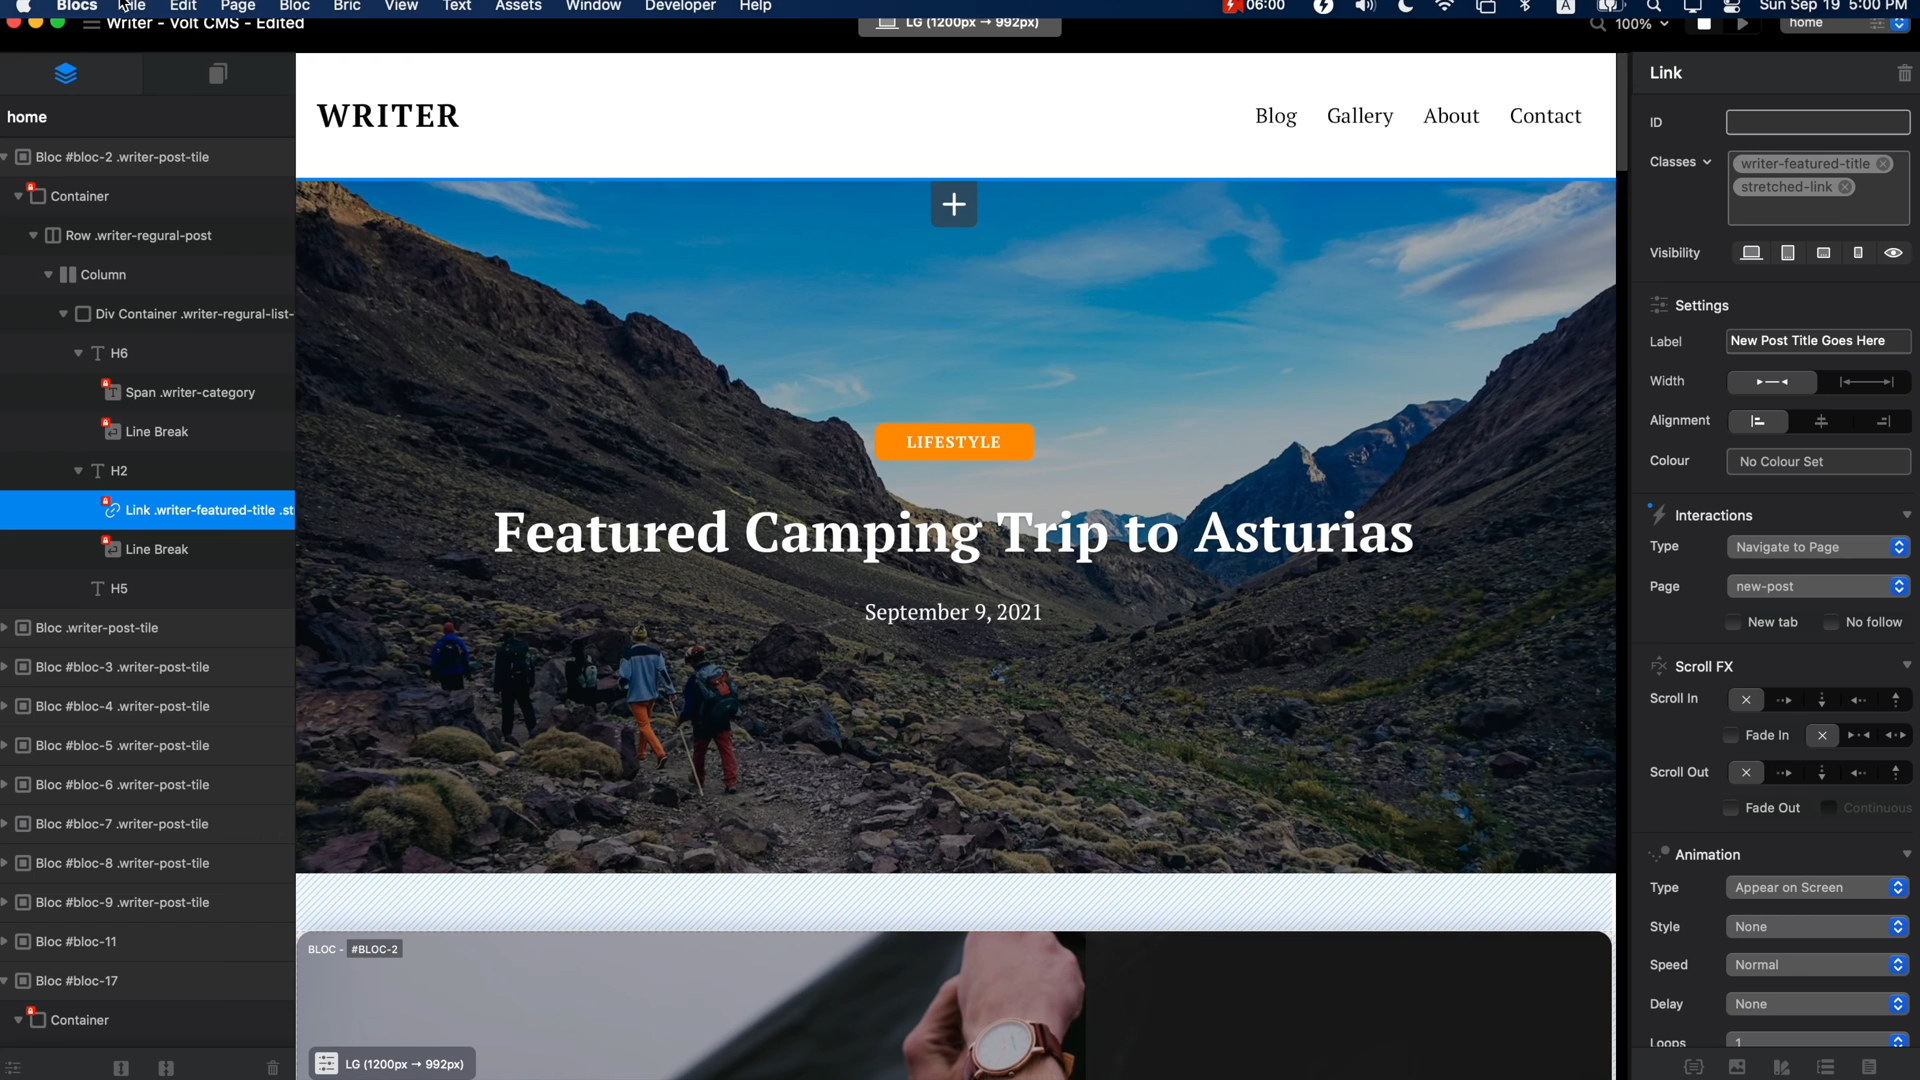 Blocs File Edit Page Bloc Bric View Text Assets Window Developer Help 06:00 A Sun Sep 19 5:00 PM
Writer - Volt CMS - Edited
LG (1200px → 992px)
100%
home
home
Bloc #bloc-2 .writer-post-tile
Container
Row .writer-regural-post
Column
Div Container .writer-regural-list-
H6
Span .writer-category
Line Break
H2
Link .writer-featured-title .st
Line Break
H5
Bloc .writer-post-tile
Bloc #bloc-3 .writer-post-tile
Bloc #bloc-4 .writer-post-tile
Bloc #bloc-5 .writer-post-tile
Bloc #bloc-6 .writer-post-tile
Bloc #bloc-7 .writer-post-tile
Bloc #bloc-8 .writer-post-tile
Bloc #bloc-9 .writer-post-tile
Bloc #bloc-11
Bloc #bloc-17
Container
WRITER
Blog Gallery About Contact
LIFESTYLE
Featured Camping Trip to Asturias
September 9, 2021
BLOC - #BLOC-2
LG (1200px → 992px)
Link
ID
Classes
writer-featured-title
stretched-link
Visibility
Settings
Label New Post Title Goes Here
Width
Alignment
Colour No Colour Set
Interactions
Type Navigate to Page
Page new-post
New tab No follow
Scroll FX
Scroll In
Fade In
Scroll Out
Fade Out Continuous
Animation
Type Appear on Screen
Style None
Speed Normal
Delay None
Loops 1